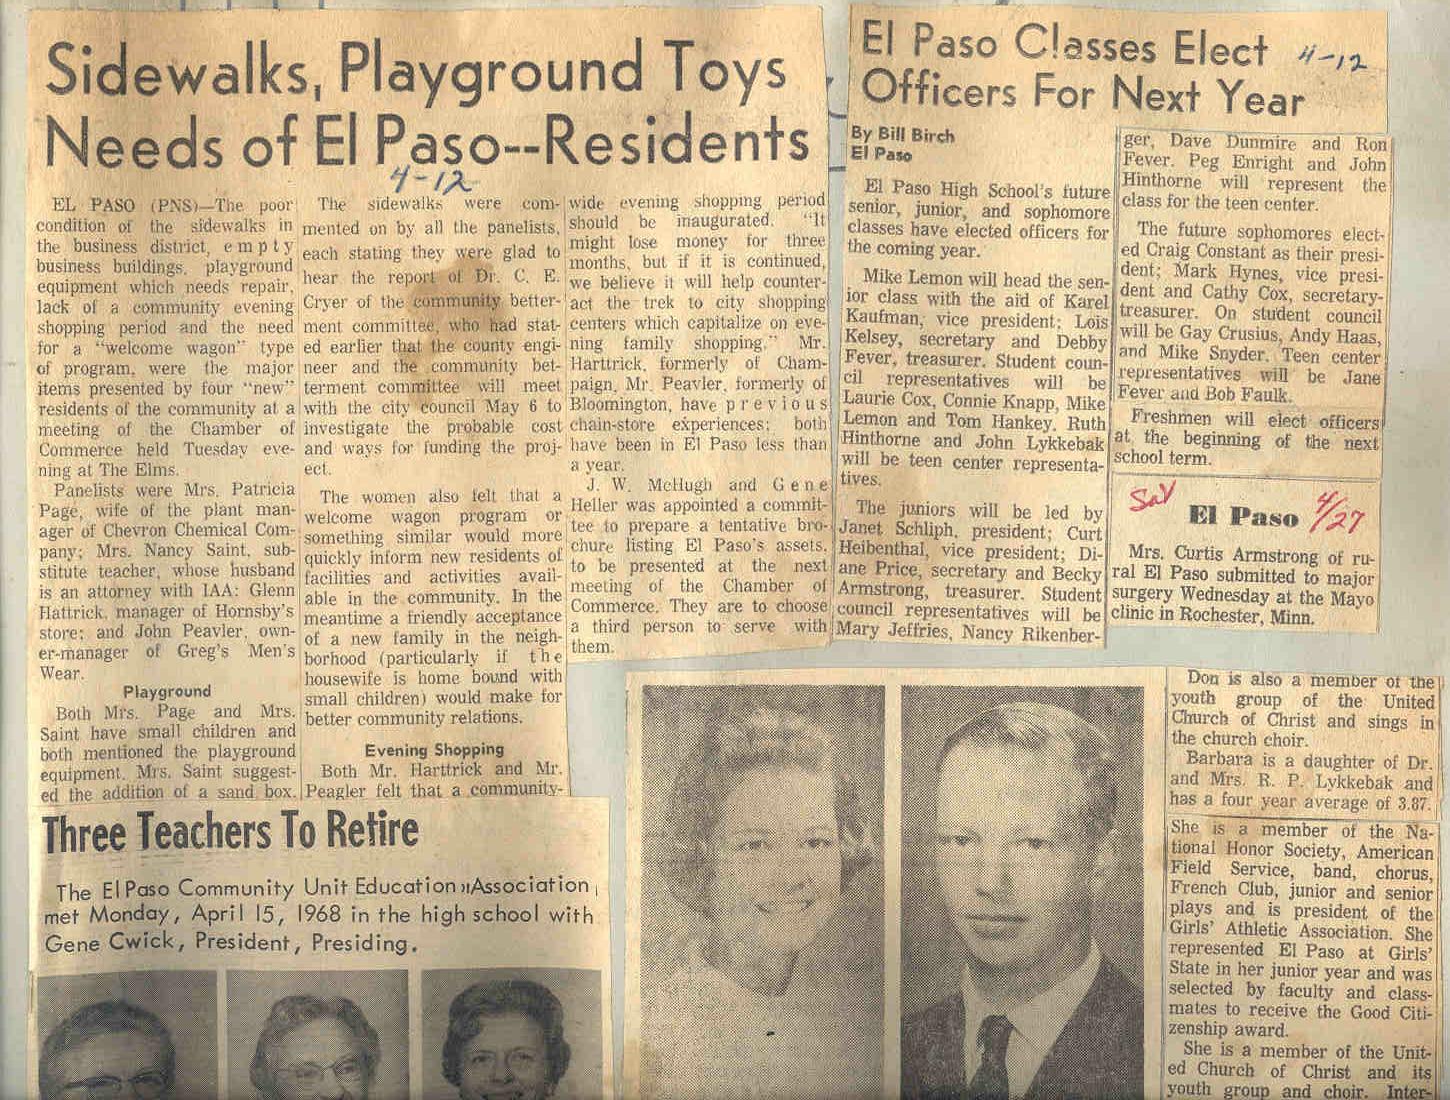 Sidewalks, Playground Toys
Needs of El Paso--Residents
4-12
EL PASO (PNS)—The poor
condition of the sidewalks in
the business district, empty
business buildings, playground
equipment which needs repair,
lack of a community evening
shopping period and the need
for a "welcome wagon" type
of program, were the major
items presented by four "new"
residents of the community at a
meeting of the Chamber of
Commerce held Tuesday eve-
ning at The Elms.
Panelists were Mrs. Patricia
Page, wife of the plant man-
ager of Chevron Chemical Com-
pany; Mrs. Nancy Saint, sub-
stitute teacher, whose husband
is an attorney with IAA: Glenn
Hattrick, manager of Hornsby's
store; and John Peavler, own-
er-manager of Greg's Men's
Wear.
Playground
Both Mrs. Page and Mrs.
Saint have small children and
both mentioned the playground
equipment. Mrs. Saint suggest-
ed the addition of a sand box.
The sidewalks were com-
mented on by all the panelists,
each stating they were glad to
hear the report of Dr. C. E.
Cryer of the community better-
ment committee, who had stat-
ed earlier that the county engi-
neer and the community bet-
terment committee will meet
with the city council May 6 to
investigate the probable cost
and ways for funding the proj-
ect.
The women also felt that a
welcome wagon program or
something similar would more
quickly inform new residents of
facilities and activities avail-
able in the community. In the
meantime a friendly acceptance
of a new family in the neigh-
borhood (particularly if the
housewife is home bound with
small children) would make for
better community relations.
Evening Shopping
Both Mr. Harttrick and Mr.
Peagler felt that a community-
wide evening shopping period
should be inaugurated. "It
might lose money for three
months, but if it is continued,
we believe it will help counter-
act the trek to city shopping
centers which capitalize on eve-
ning family shopping." Mr.
Harttrick, formerly of Cham-
paign, Mr. Peavler, formerly of
Bloomington, have previous
chain-store experiences; both
have been in El Paso less than
a year.
J. W. McHugh and Gene
Heller was appointed a commit-
tee to prepare a tentative bro-
chure listing El Paso's assets,
to be presented at the next
meeting of the Chamber of
Commerce. They are to choose
a third person to serve with
them.
El Paso Classes Elect
Officers For Next Year
4-12
By Bill Birch
El Paso
El Paso High School's future
senior, junior, and sophomore
classes have elected officers for
the coming year.
Mike Lemon will head the sen-
ior class with the aid of Karel
Kaufman, vice president; Lois
Kelsey, secretary and Debby
Fever, treasurer. Student coun-
cil representatives will be
Laurie Cox, Connie Knapp, Mike
Lemon and Tom Hankey. Ruth
Hinthorne and John Lykkebak
will be teen center representa-
tives.
The juniors will be led by
Janet Schliph, president; Curt
Heibenthal, vice president; Di-
ane Price, secretary and Becky
Armstrong, treasurer. Student
council representatives will be
Mary Jeffries, Nancy Rikenber-
ger, Dave Dunmire and Ron
Fever. Peg Enright and John
Hinthorne will represent the
class for the teen center.
The future sophomores elect-
ed Craig Constant as their presi-
dent; Mark Hynes, vice presi-
dent and Cathy Cox, secretary-
treasurer. On student council
will be Gay Crusius, Andy Haas,
and Mike Snyder. Teen center
representatives will be Jane
Fever and Bob Faulk.
Freshmen will elect officers
at the beginning of the next
school term.
Sat
El Paso
4/27
Mrs. Curtis Armstrong of ru-
ral El Paso submitted to major
surgery Wednesday at the Mayo
clinic in Rochester, Minn.
Three Teachers To Retire
The El Paso Community Unit Education Association
met Monday, April 15, 1968 in the high school with
Gene Cwick, President, Presiding.
Don is also a member of the
youth group of the United
Church of Christ and sings in
the church choir.
Barbara is a daughter of Dr.
and Mrs. R. P. Lykkebak and
has a four year average of 3.87.
She is a member of the Na-
tional Honor Society, American
Field Service, band, chorus,
French Club, junior and senior
plays and is president of the
Girls' Athletic Association. She
represented El Paso at Girls'
State in her junior year and was
selected by faculty and class-
mates to receive the Good Citi-
zenship award.
She is a member of the Unit-
ed Church of Christ and its
youth group and choir. Inter-